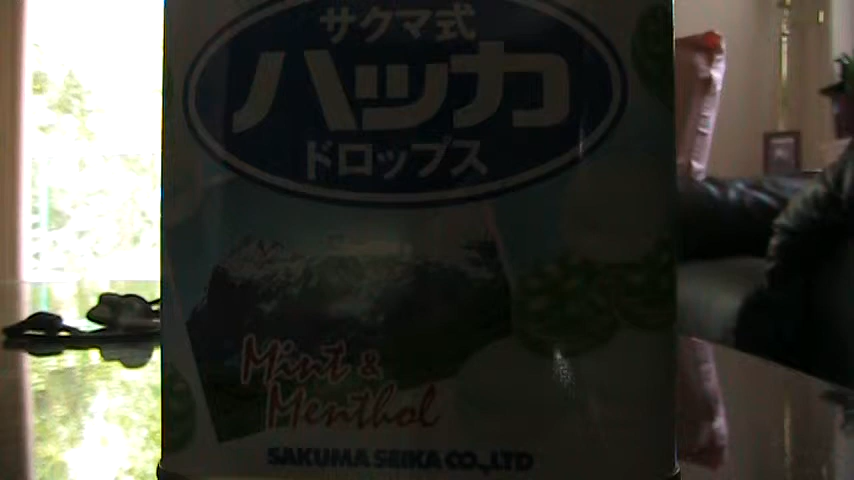 サクマ式
ハッカ
ドロップス
Mint &
Menthol
SAKUMA SEIKA CO.,LTD